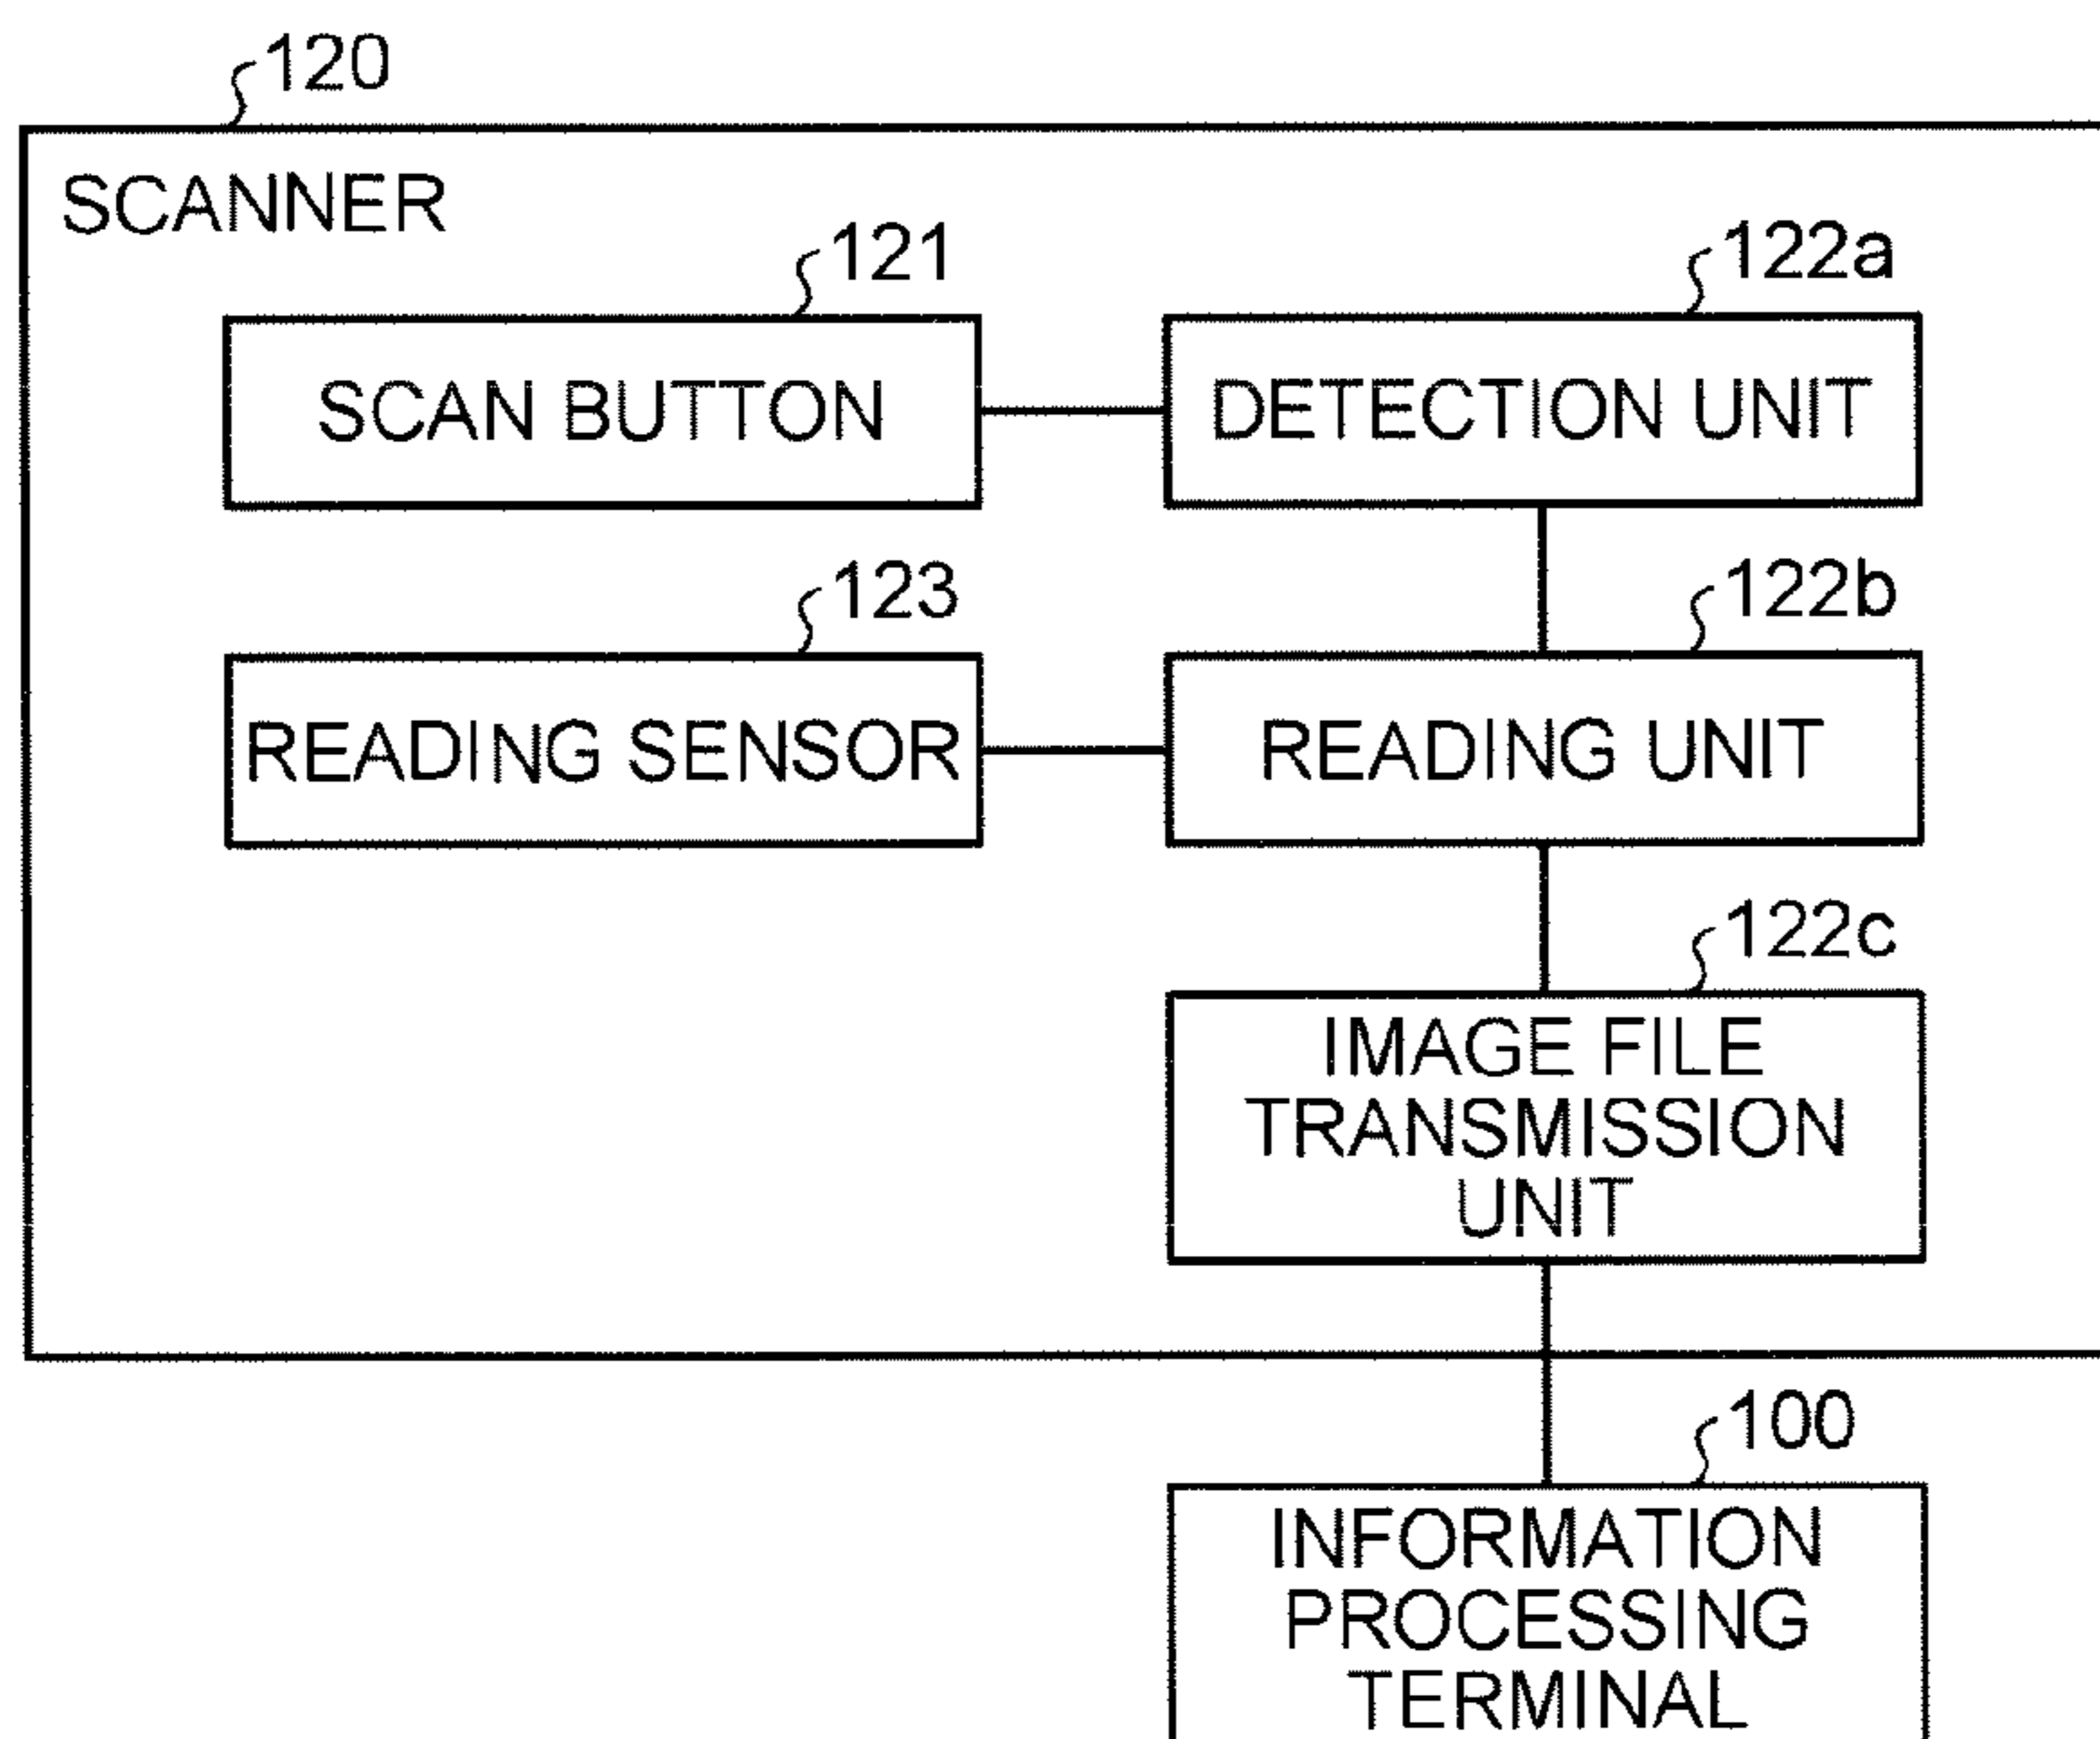 120
SCANNER
121
122a
SCAN BUTTON
DETECTION UNIT
123
122b
READING SENSOR
READING UNIT
122c
IMAGE FILE
TRANSMISSION
UNIT
100
INFORMATION
PROCESSING
TERMINAL